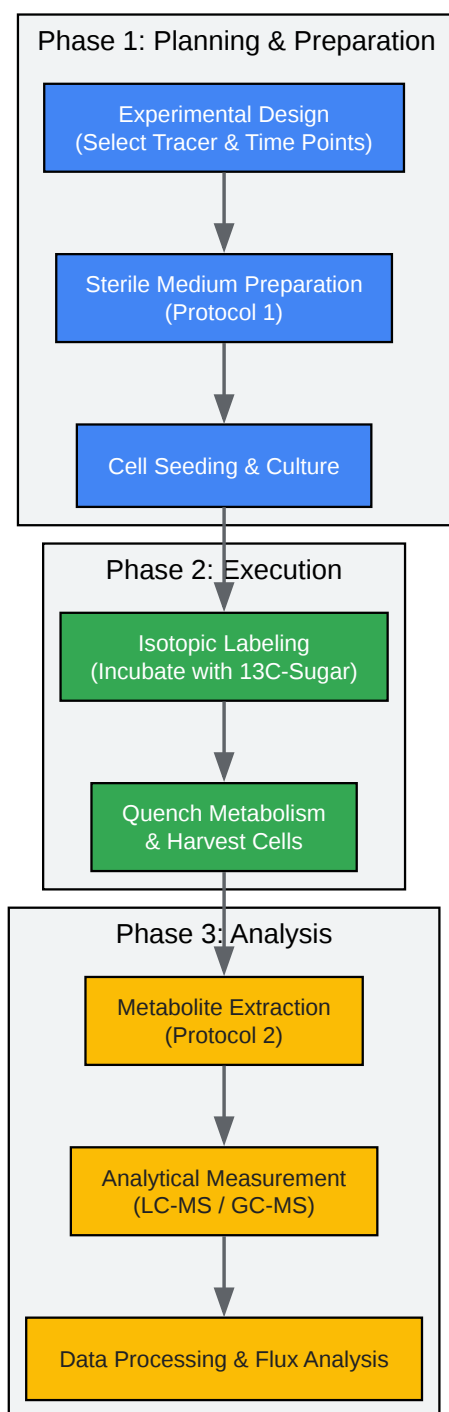 Phase 1: Planning & Preparation
Experimental Design
(Select Tracer & Time Points)
Sterile Medium Preparation
(Protocol 1)
Cell Seeding & Culture
Phase 2: Execution
Isotopic Labeling
(Incubate with 13C-Sugar)
Quench Metabolism
& Harvest Cells
Phase 3: Analysis
Metabolite Extraction
(Protocol 2)
Analytical Measurement
(LC-MS / GC-MS)
Data Processing & Flux Analysis